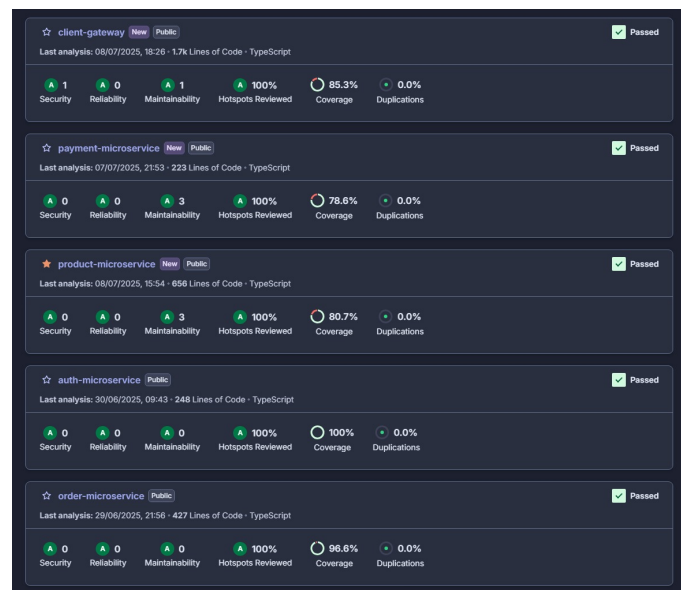 client-gateway New Public Passed
Last analysis: 08/07/2025, 18:26 · 1.7k Lines of Code · TypeScript
A 1 A 0 A 1 A 100% 85.3% 0.0%
Security Reliability Maintainability Hotspots Reviewed Coverage Duplications
payment-microservice New Public Passed
Last analysis: 07/07/2025, 21:53 · 223 Lines of Code · TypeScript
A 0 A 0 A 3 A 100% 78.6% 0.0%
Security Reliability Maintainability Hotspots Reviewed Coverage Duplications
product-microservice New Public Passed
Last analysis: 08/07/2025, 15:54 · 656 Lines of Code · TypeScript
A 0 A 0 A 3 A 100% 80.7% 0.0%
Security Reliability Maintainability Hotspots Reviewed Coverage Duplications
auth-microservice Public Passed
Last analysis: 30/06/2025, 09:43 · 248 Lines of Code · TypeScript
A 0 A 0 A 0 A 100% 100% 0.0%
Security Reliability Maintainability Hotspots Reviewed Coverage Duplications
order-microservice Public Passed
Last analysis: 29/06/2025, 21:56 · 427 Lines of Code · TypeScript
A 0 A 0 A 0 A 100% 96.6% 0.0%
Security Reliability Maintainability Hotspots Reviewed Coverage Duplications